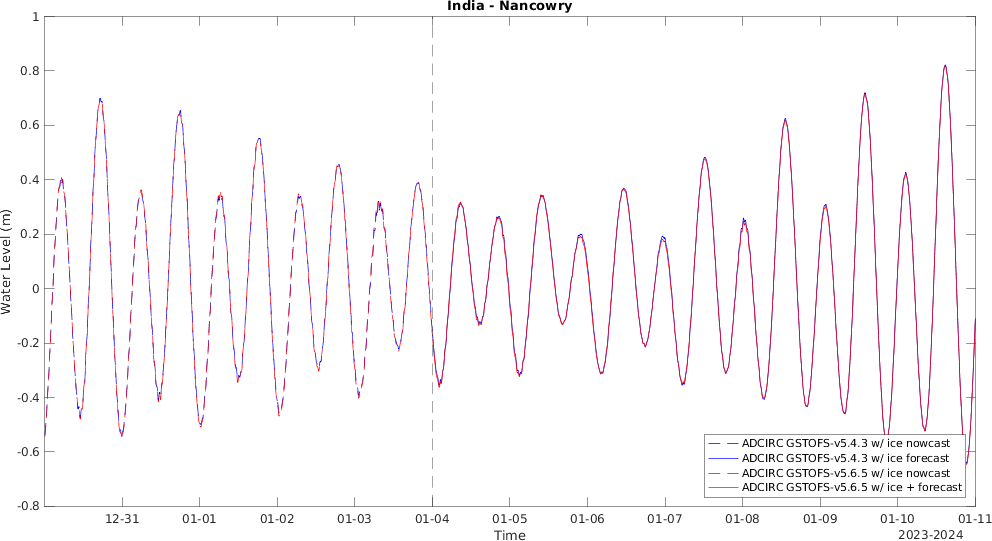 India - Nancowry
1
0.8
0.6
0.4
0.2
0
-0.2
-0.4
-0.6
-0.8
Water Level (m)
12-31 01-01 01-02 01-03 01-04 01-05 01-06 01-07 01-08 01-09 01-10 01-11
Time
2023-2024
ADCIRC GSTOFS-v5.4.3 w/ ice nowcast
ADCIRC GSTOFS-v5.4.3 w/ ice forecast
ADCIRC GSTOFS-v5.6.5 w/ ice nowcast
ADCIRC GSTOFS-v5.6.5 w/ ice + forecast